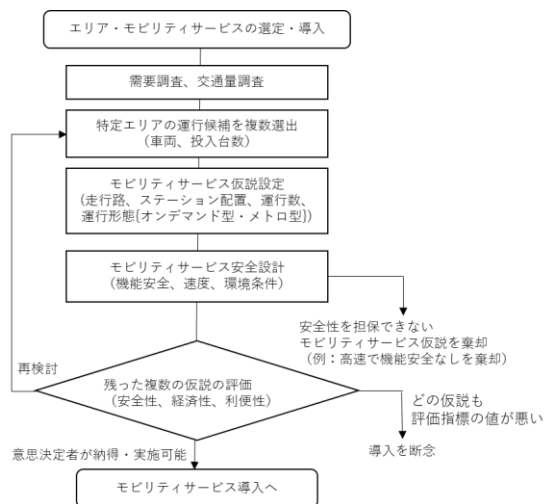 エリア・モビリティサービスの選定・導入
需要調査、交通量調査
特定エリアの運行候補を複数選出
(車両、投入台数)
モビリティサービス仮説設定
(走行路、ステーション配置、運行数、
運行形態{オンデマンド型・メトロ型})
モビリティサービス安全設計
(機能安全、速度、環境条件)
安全性を担保できない
モビリティサービス仮説を棄却
(例:高速で機能安全なしを棄却)
再検討
残った複数の仮説の評価
(安全性、経済性、利便性)
どの仮説も
評価指標の値が悪い
導入を断念
意思決定者が納得・実施可能
モビリティサービス導入へ